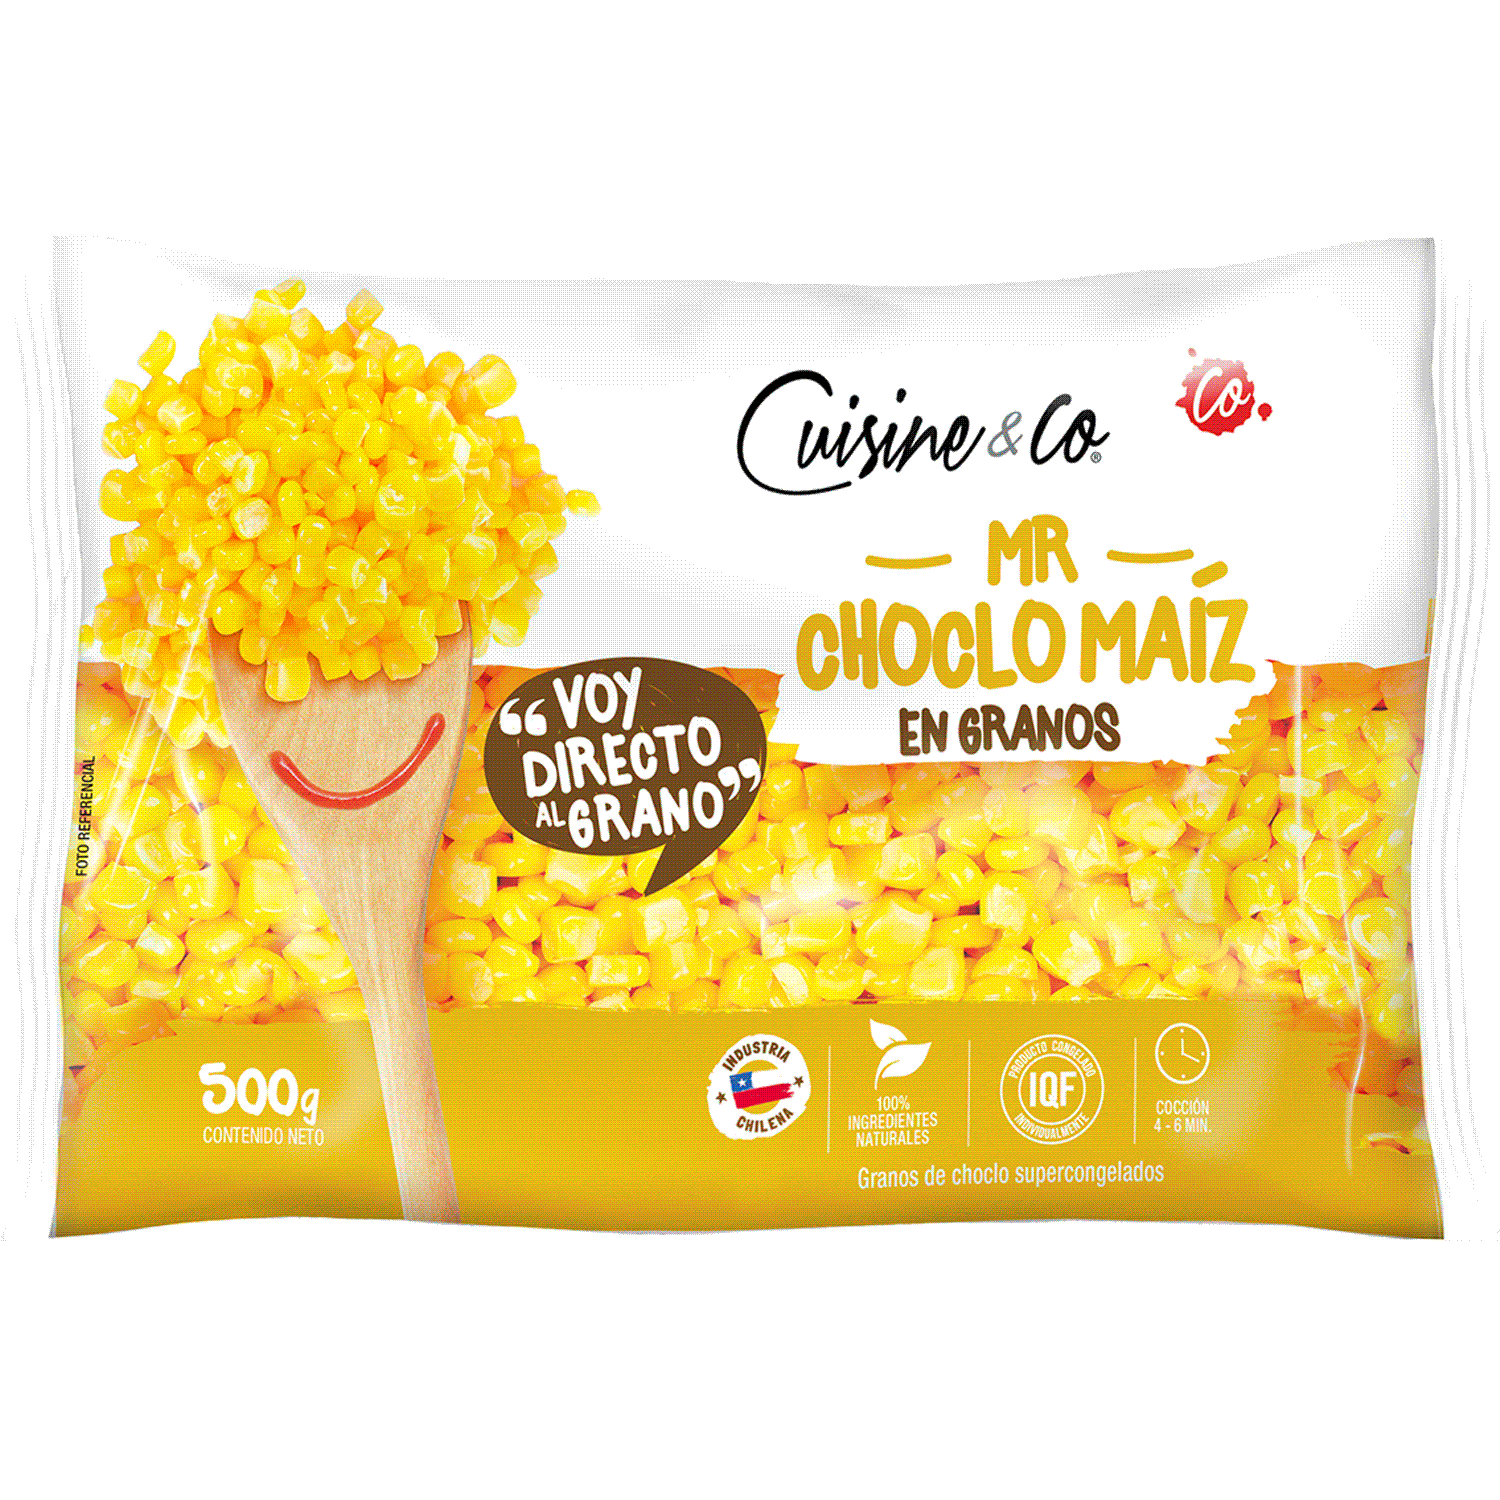 Cuisine & Co®
Co.
MR
CHOCLO MAÍZ
EN GRANOS
“VOY
DIRECTO
AL GRANO”
FOTO REFERENCIAL
500g
CONTENIDO NETO
INDUSTRIA
CHILENA
100%
INGREDIENTES
NATURALES
PRODUCTO CONGELADO
IQF
INDIVIDUALMENTE
COCCIÓN
4 - 6 MIN.
Granos de choclo supercongelados